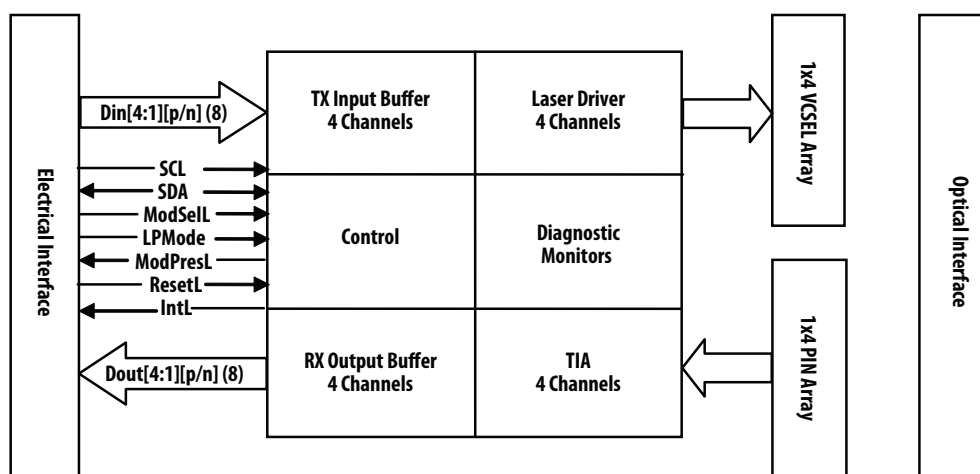 Electrical Interface
Din[4:1][p/n] (8)
SCL
SDA
ModSelL
LPMode
ModPresL
ResetL
IntL
Dout[4:1][p/n] (8)
TX Input Buffer
4 Channels
Laser Driver
4 Channels
Control
Diagnostic
Monitors
RX Output Buffer
4 Channels
TIA
4 Channels
1x4 VCSEL Array
1x4 PIN Array
Optical Interface